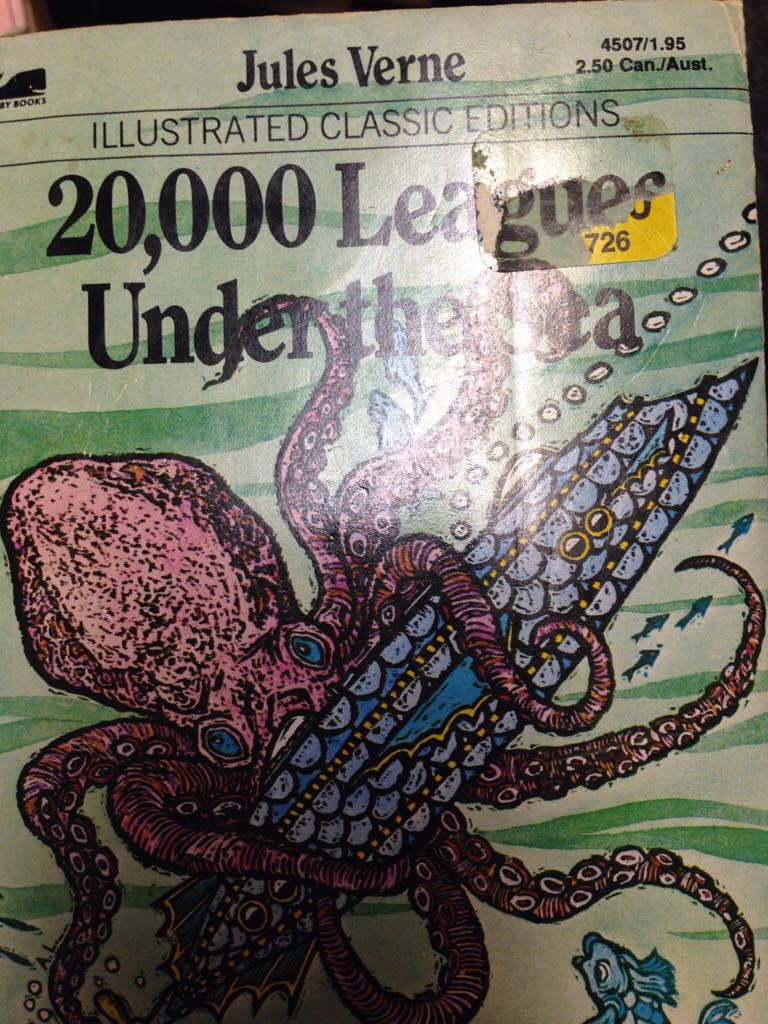 Jules Verne
4507/1.95
2.50 Can./Aust.
BY BOOKS
ILLUSTRATED CLASSIC EDITIONS
20,000 Leagues
726
Under the Sea